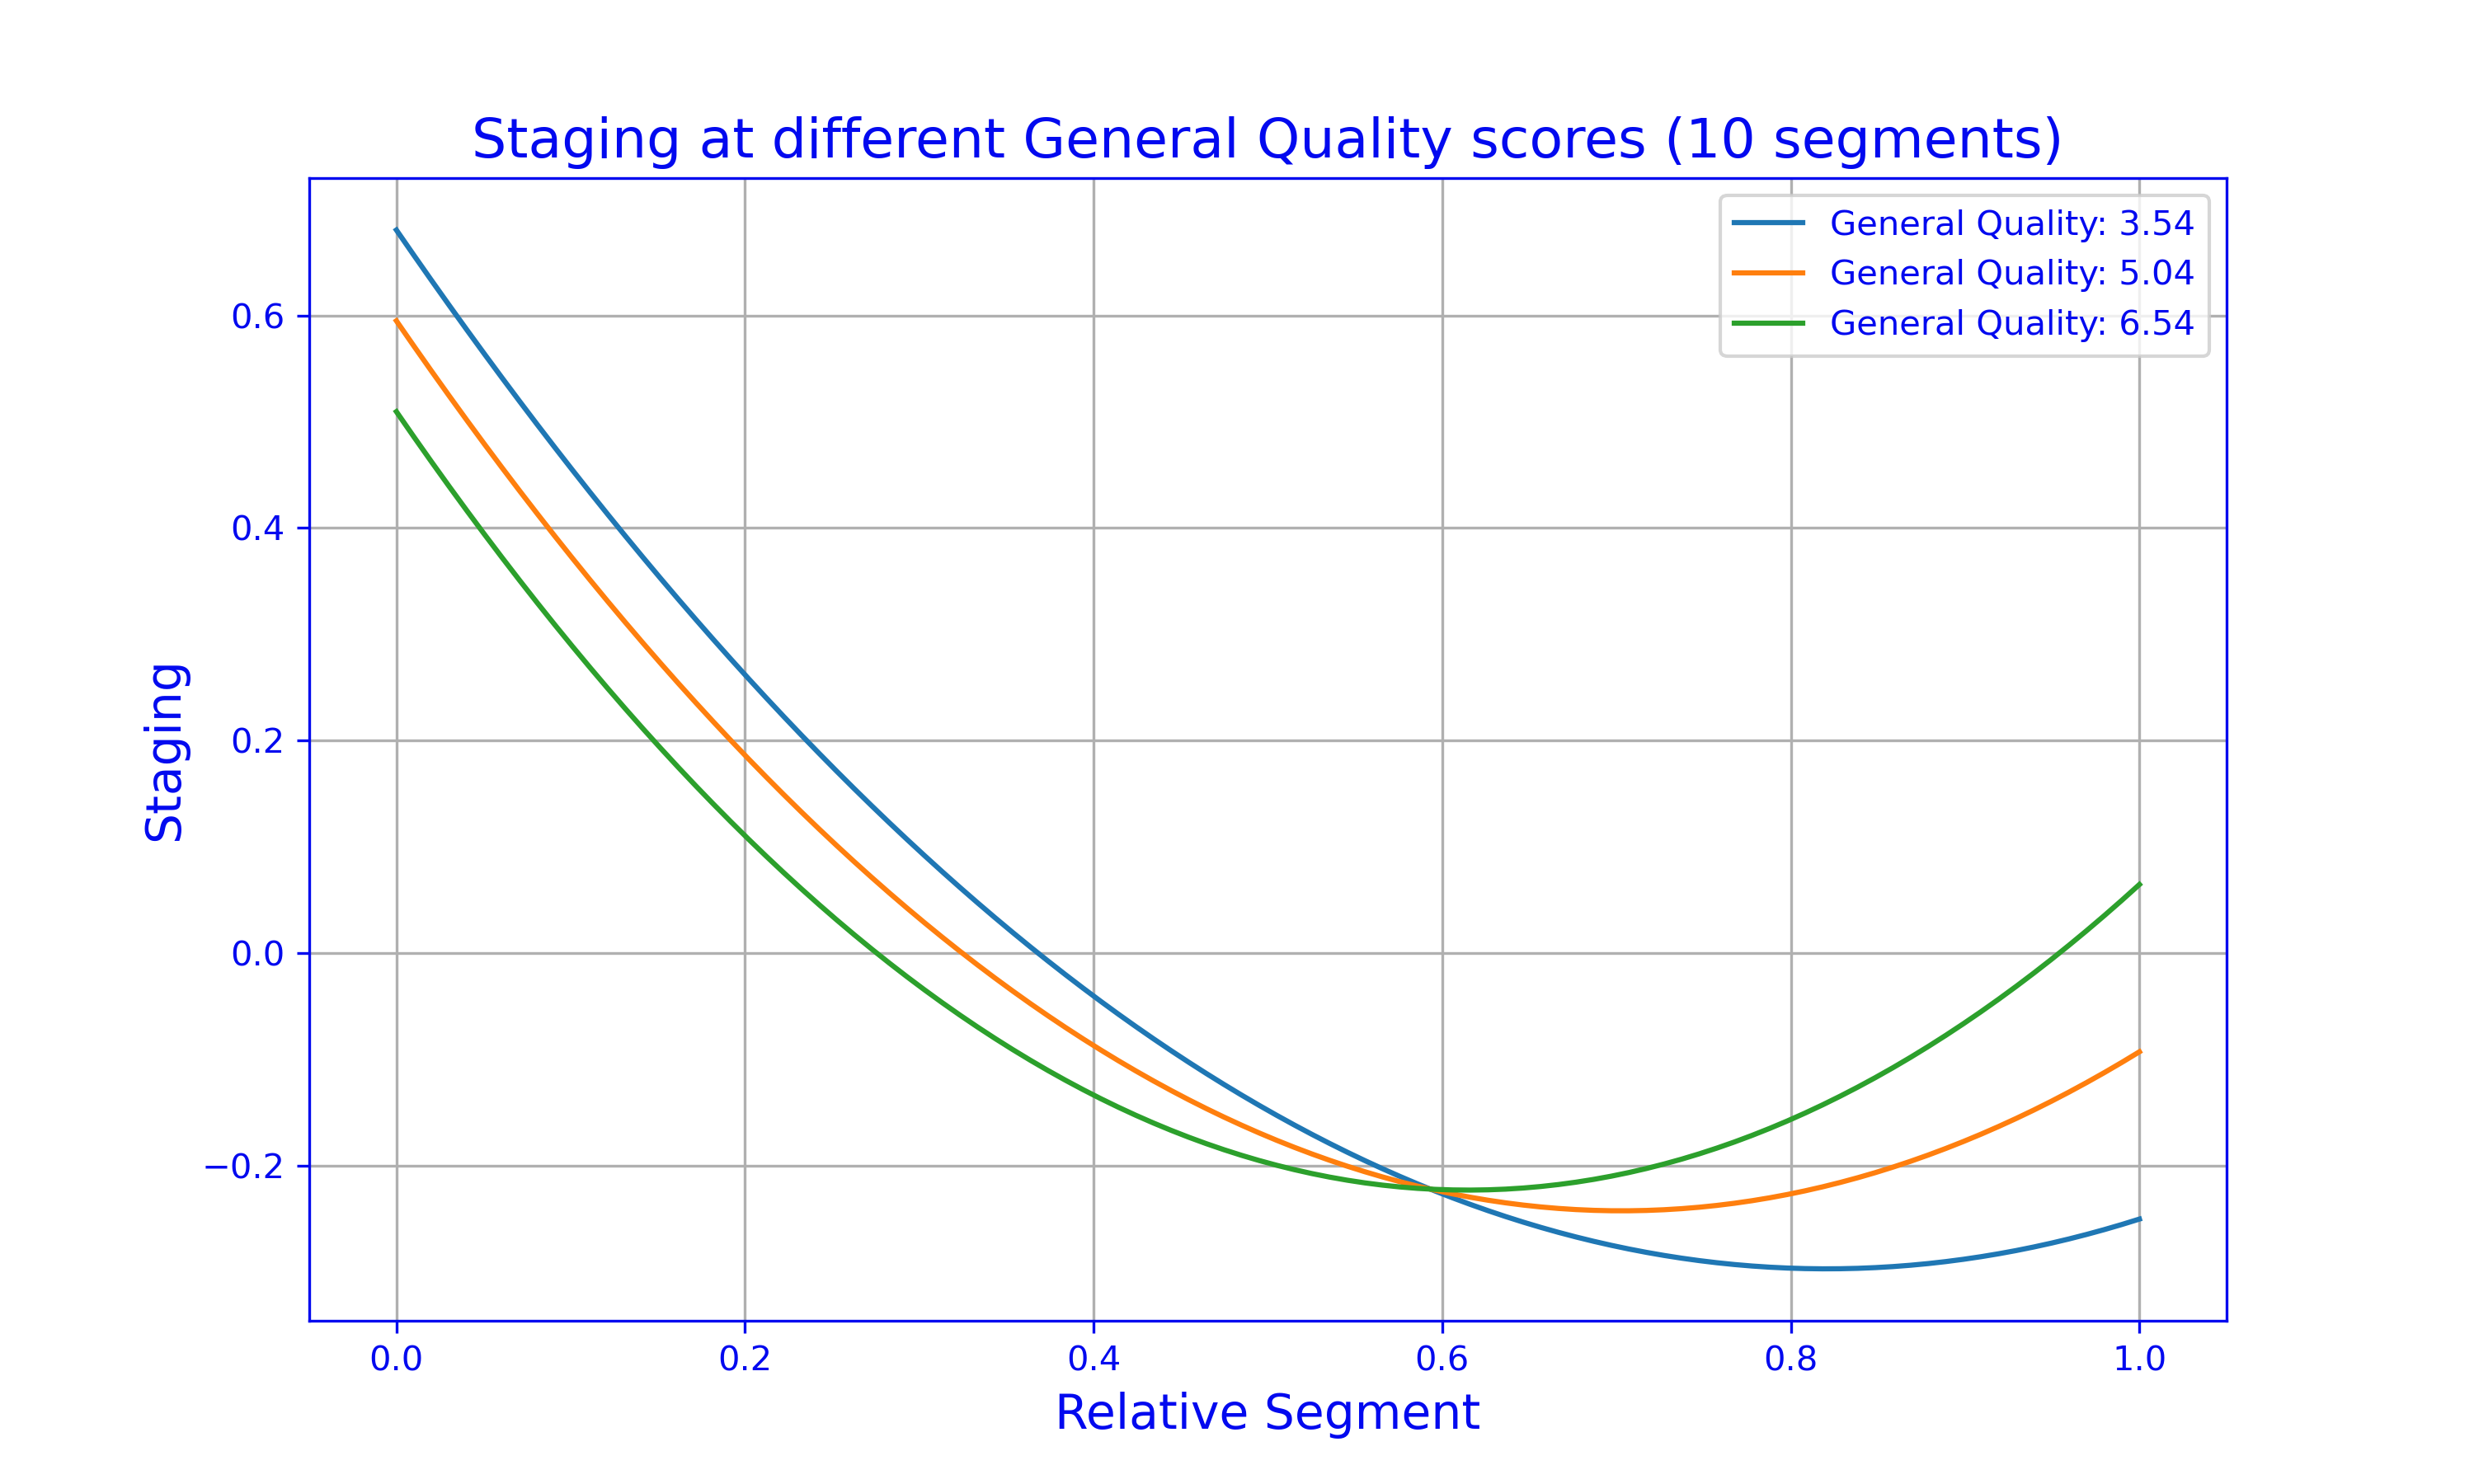 Staging at different General Quality scores (10 segments)
General Quality: 3.54
General Quality: 5.04
General Quality: 6.54
Staging
0.6
0.4
0.2
0.0
−0.2
0.0 0.2 0.4 0.6 0.8 1.0
Relative Segment